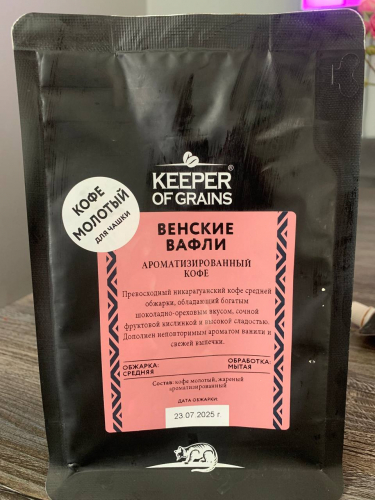 KEEPER®
OF GRAINS
КОФЕ
МОЛОТЫЙ
ДЛЯ ЧАШКИ
ВЕНСКИЕ
ВАФЛИ
АРОМАТИЗИРОВАННЫЙ
КОФЕ
Превосходный никарагуанский кофе средней
обжарки, обладающий богатым
шоколадно-ореховым вкусом, сочной
фруктовой кислинкой и высокой сладостью.
Дополнен неповторимым ароматом ванили и
свежей выпечки.
ОБЖАРКА:
СРЕДНЯЯ
ОБРАБОТКА:
МЫТАЯ
Состав: кофе молотый, жареный
ароматизированный
ДАТА ОБЖАРКИ:
23.07.2025 г.